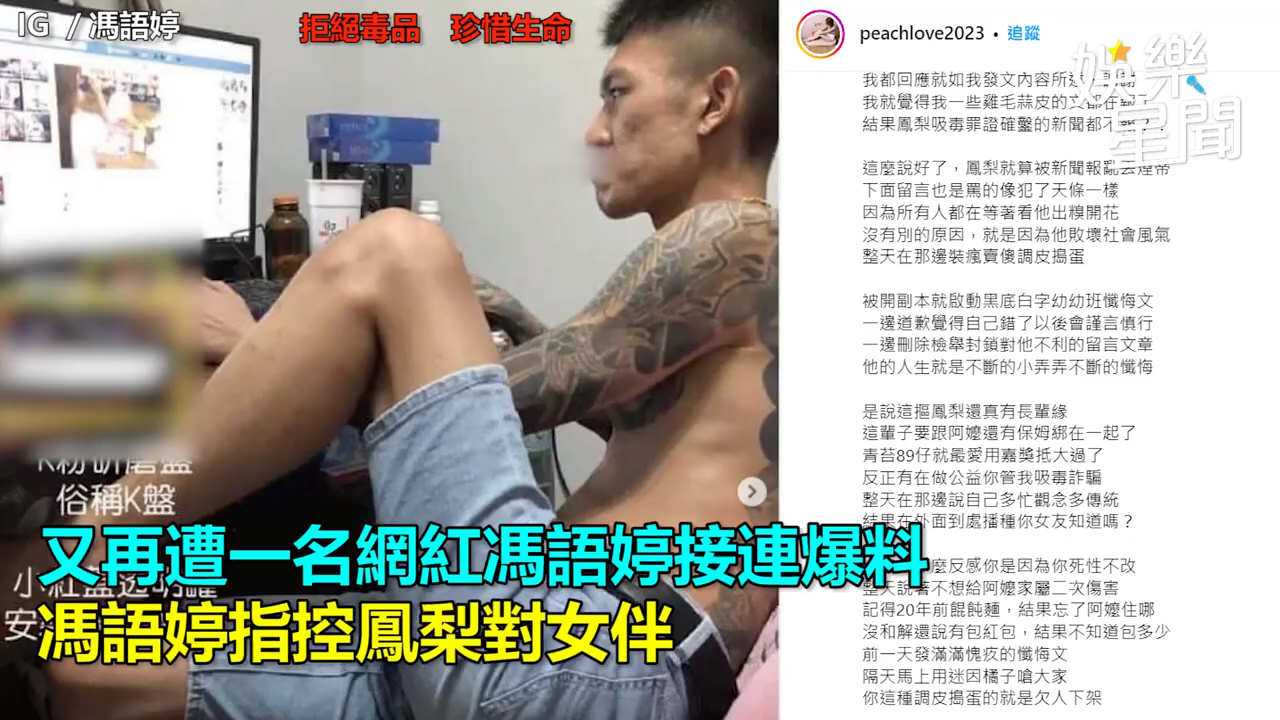 IG / 馮語婷
拒絕毒品 珍惜生命
peachlove2023 • 追蹤
娛樂星聞
我都回應就如我發文內容所述
我就覺得我一些雞毛蒜皮的文都在報了
結果鳳梨吸毒罪證確鑿的新聞都不報
這麼說好了，鳳梨就算被新聞報亂丟煙蒂
下面留言也是罵的像犯了天條一樣
因為所有人都在等著看他出糗開花
沒有別的原因，就是因為他敗壞社會風氣
整天在那邊裝瘋賣傻調皮搗蛋
被開副本就啟動黑底白字幼幼班懺悔文
一邊道歉覺得自己錯了以後會謹言慎行
一邊刪除檢舉封鎖對他不利的留言文章
他的人生就是不斷的小弄弄不斷的懺悔
是說這摳鳳梨還真有長輩緣
這輩子要跟阿嬤還有保姆綁在一起了
青苔89仔就最愛用嘉獎抵大過了
反正有在做公益你管我吸毒詐騙
整天在那邊說自己多忙觀念多傳統
結果在外面到處播種你女友知道嗎？
麼反感你是因為你死性不改
整天說著不想給阿嬤家屬二次傷害
記得20年前餛飩麵，結果忘了阿嬤住哪
沒和解還說有包紅包，結果不知道包多少
前一天發滿滿愧疚的懺悔文
隔天馬上用迷因橘子嗆大家
你這種調皮搗蛋的就是欠人下架
K粉研磨盤
俗稱K盤
又再遭一名網紅馮語婷接連爆料
馮語婷指控鳳梨對女伴